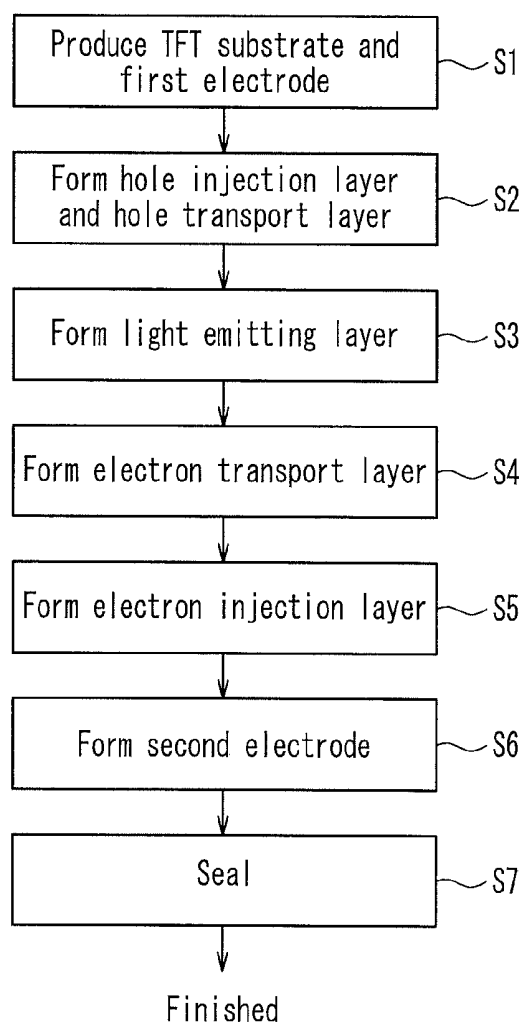 Produce TFT substrate and
first electrode
S1
Form hole injection layer
and hole transport layer
S2
Form light emitting layer
S3
Form electron transport layer
S4
Form electron injection layer
S5
Form second electrode
S6
Seal
S7
Finished